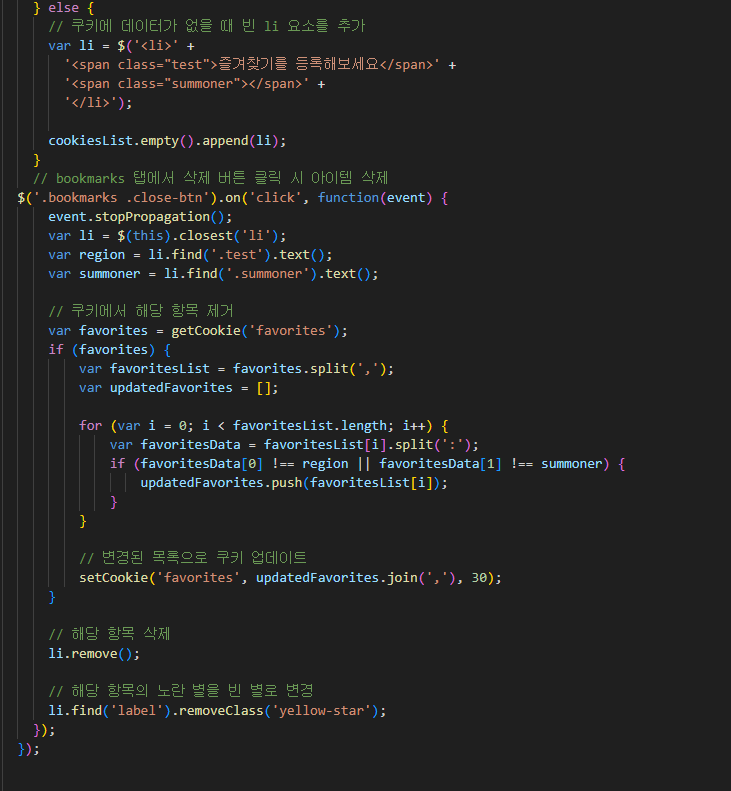 } else {
// 쿠키에 데이터가 없을 때 빈 li 요소를 추가
var li = $('<li>' +
'<span class="test">즐겨찾기를 등록해보세요</span>' +
'<span class="summoner"></span>' +
'</li>');
cookiesList.empty().append(li);
}
// bookmarks 탭에서 삭제 버튼 클릭 시 아이템 삭제
$('.bookmarks .close-btn').on('click', function(event) {
event.stopPropagation();
var li = $(this).closest('li');
var region = li.find('.test').text();
var summoner = li.find('.summoner').text();
// 쿠키에서 해당 항목 제거
var favorites = getCookie('favorites');
if (favorites) {
var favoritesList = favorites.split(',');
var updatedFavorites = [];
for (var i = 0; i < favoritesList.length; i++) {
var favoritesData = favoritesList[i].split(':');
if (favoritesData[0] !== region || favoritesData[1] !== summoner) {
updatedFavorites.push(favoritesList[i]);
}
}
// 변경된 목록으로 쿠키 업데이트
setCookie('favorites', updatedFavorites.join(','), 30);
}
// 해당 항목 삭제
li.remove();
// 해당 항목의 노란 별을 빈 별로 변경
li.find('label').removeClass('yellow-star');
});
});